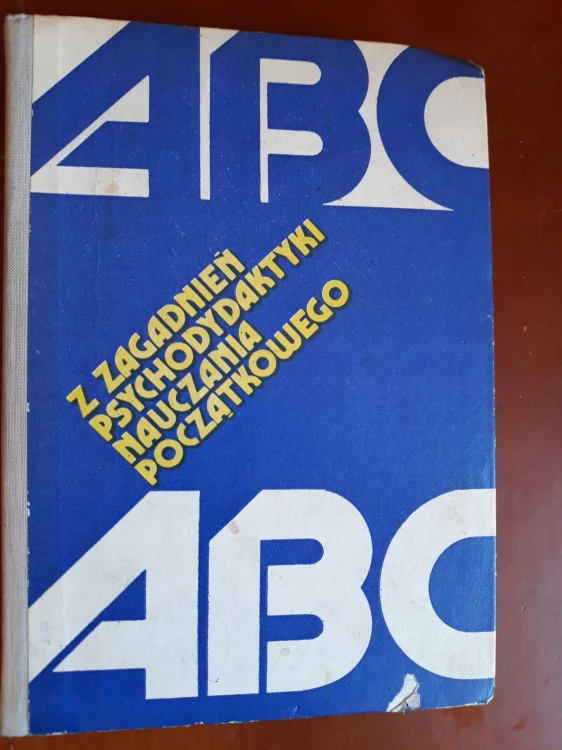 ABC
Z ZAGADNIEŃ
PSYCHODYDAKTYKI
NAUCZANIA
POCZĄTKOWEGO
ABC